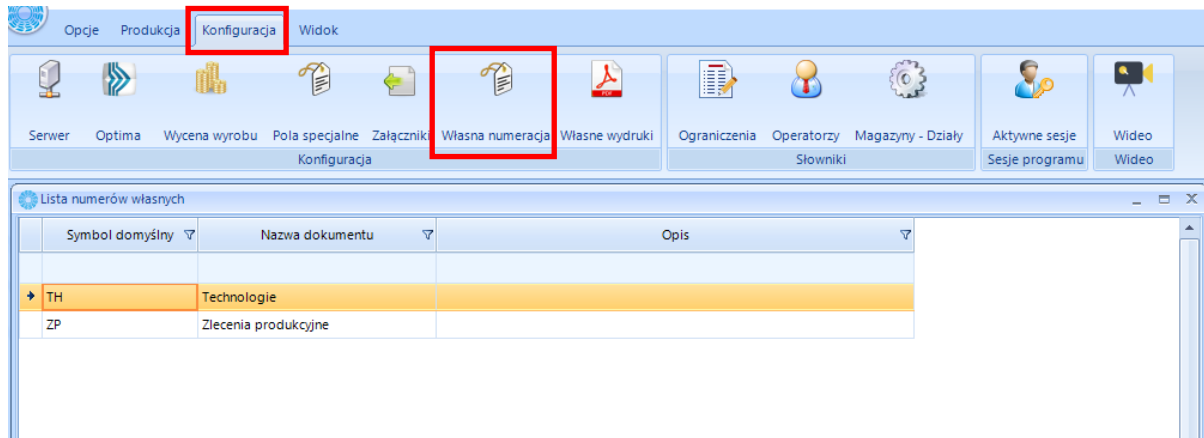 Opcje Produkcja Konfiguracja Widok
Serwer Optima Wycena wyrobu Pola specjalne Załączniki Własna numeracja Własne wydruki Ograniczenia Operatorzy Magazyny - Działy Aktywne sesje Wideo
Konfiguracja Słowniki Sesje programu Wideo
Lista numerów własnych
Symbol domyślny Nazwa dokumentu Opis
TH Technologie
ZP Zlecenia produkcyjne